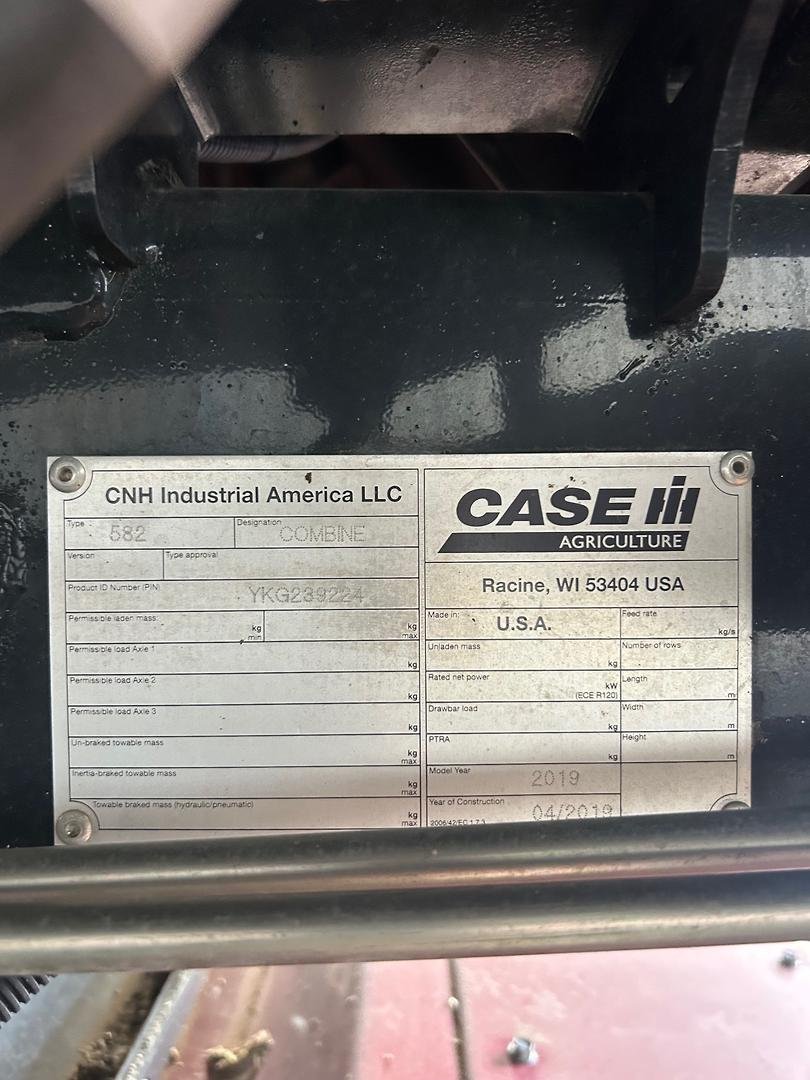 CNH Industrial America LLC
Type 582 Designation COMBINE
Version Type approval
Product ID Number (PIN) YKG239224
Permissible laden mass: kg min kg max
Permissible load Axle 1 kg
Permissible load Axle 2 kg
Permissible load Axle 3 kg
Un-braked towable mass kg max
Inertia-braked towable mass kg max
Towable braked mass (hydraulic/pneumatic) kg max
CASE IH
AGRICULTURE
Racine, WI 53404 USA
Made in: U.S.A. Feed rate kg/s
Unladen mass kg Number of rows
Rated net power kW (ECE R120) Length m
Drawbar load kg Width m
PTRA kg Height m
Model Year 2019
Year of Construction 04/2019
2006/42/EC 1.7.3